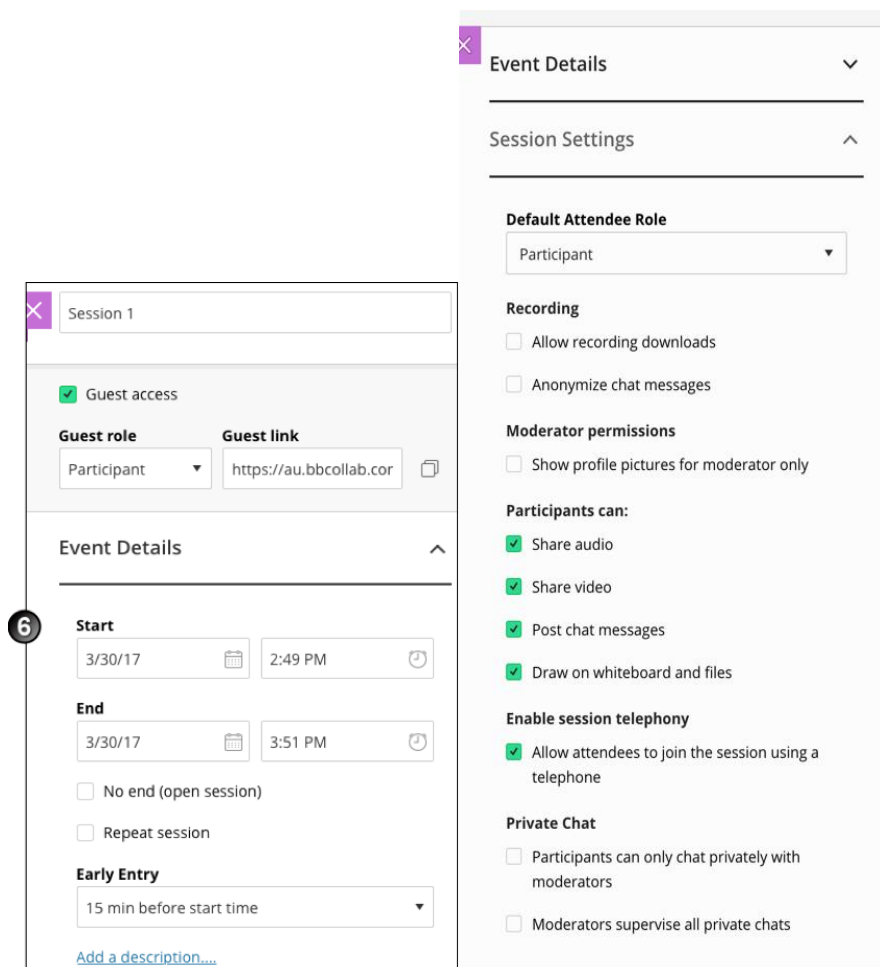 Session 1
Guest access
Guest role Guest link
Participant https://au.bbcollab.cor
Event Details
6
Start
3/30/17 2:49 PM
End
3/30/17 3:51 PM
No end (open session)
Repeat session
Early Entry
15 min before start time
Add a description....
Event Details
Session Settings
Default Attendee Role
Participant
Recording
Allow recording downloads
Anonymize chat messages
Moderator permissions
Show profile pictures for moderator only
Participants can:
Share audio
Share video
Post chat messages
Draw on whiteboard and files
Enable session telephony
Allow attendees to join the session using a
telephone
Private Chat
Participants can only chat privately with
moderators
Moderators supervise all private chats